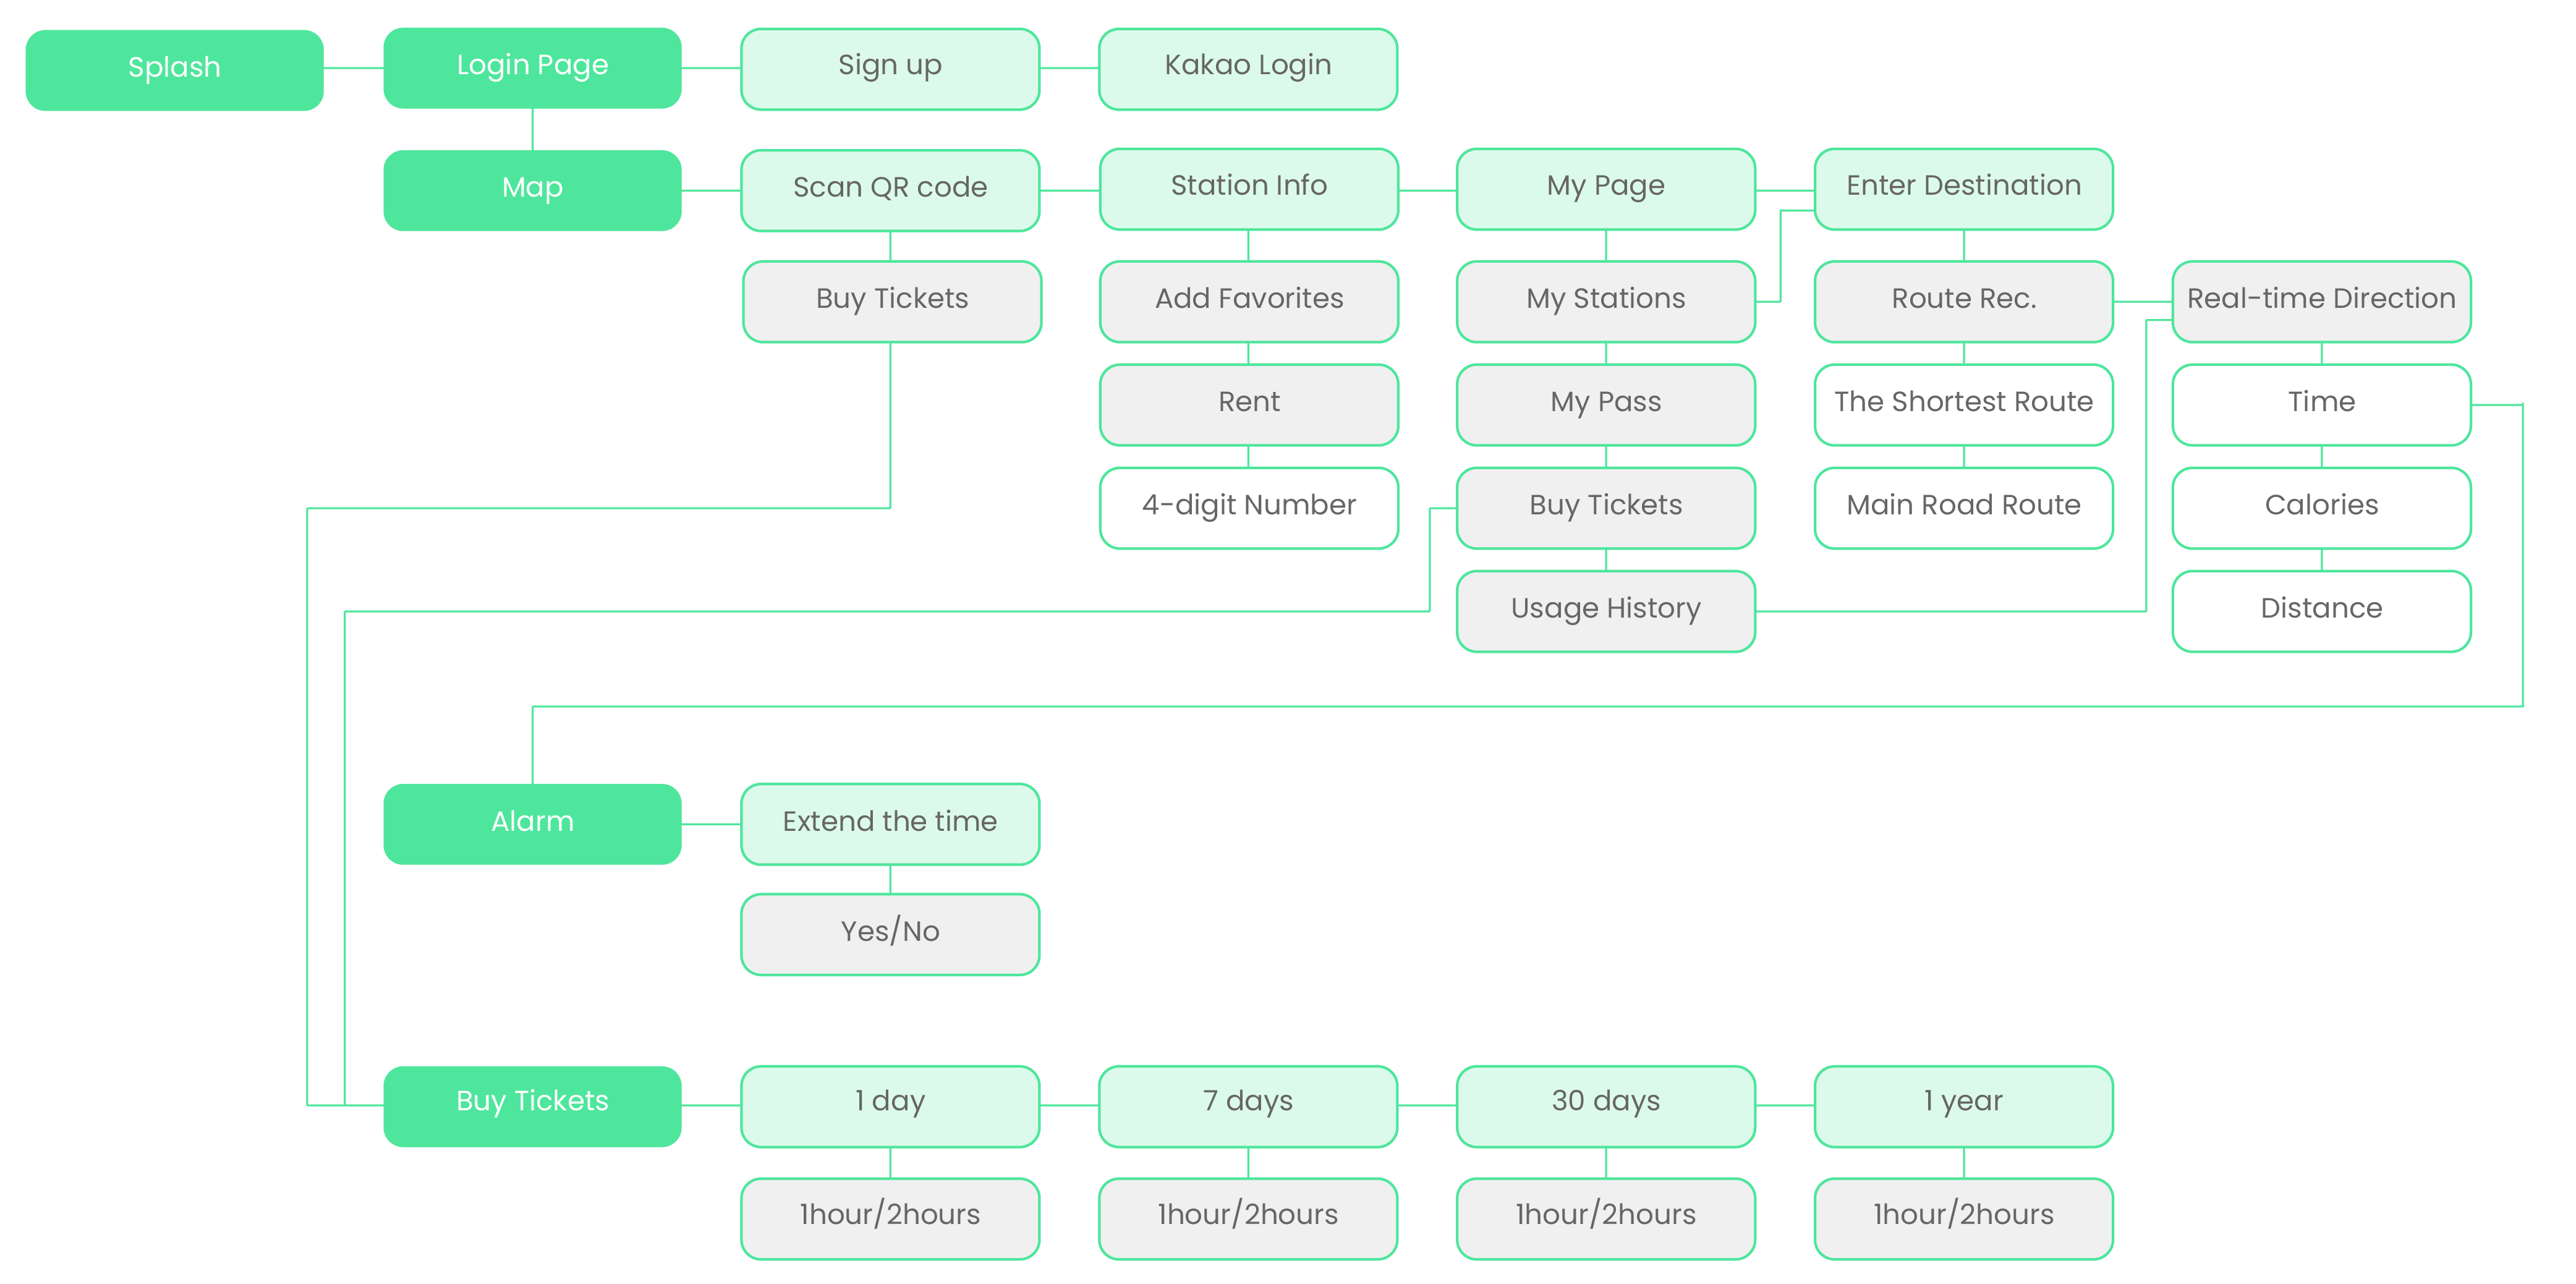 Splash
Login Page
Sign up
Kakao Login
Map
Scan QR code
Station Info
My Page
Enter Destination
Buy Tickets
Add Favorites
My Stations
Route Rec.
Real-time Direction
Rent
My Pass
The Shortest Route
Time
4-digit Number
Buy Tickets
Main Road Route
Calories
Usage History
Distance
Alarm
Extend the time
Yes/No
Buy Tickets
1 day
7 days
30 days
1 year
1hour/2hours
1hour/2hours
1hour/2hours
1hour/2hours